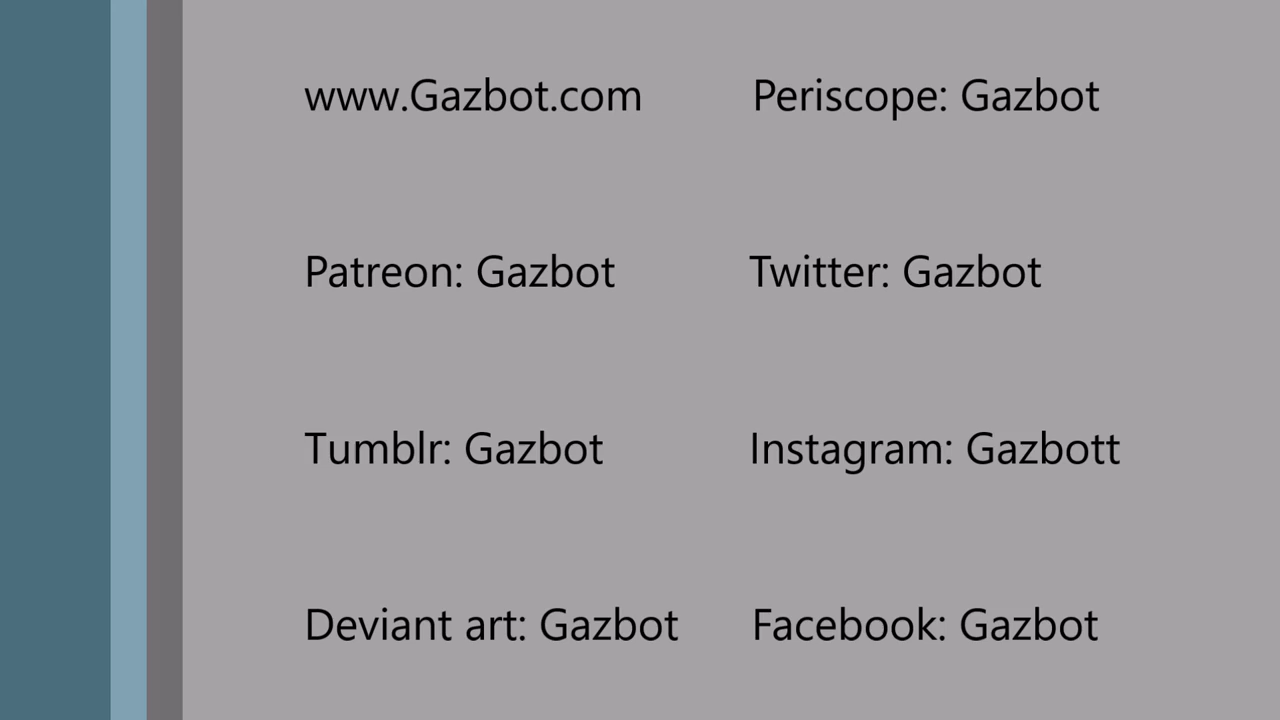 www.Gazbot.com
Periscope: Gazbot
Patreon: Gazbot
Twitter: Gazbot
Tumblr: Gazbot
Instagram: Gazbott
Deviant art: Gazbot
Facebook: Gazbot